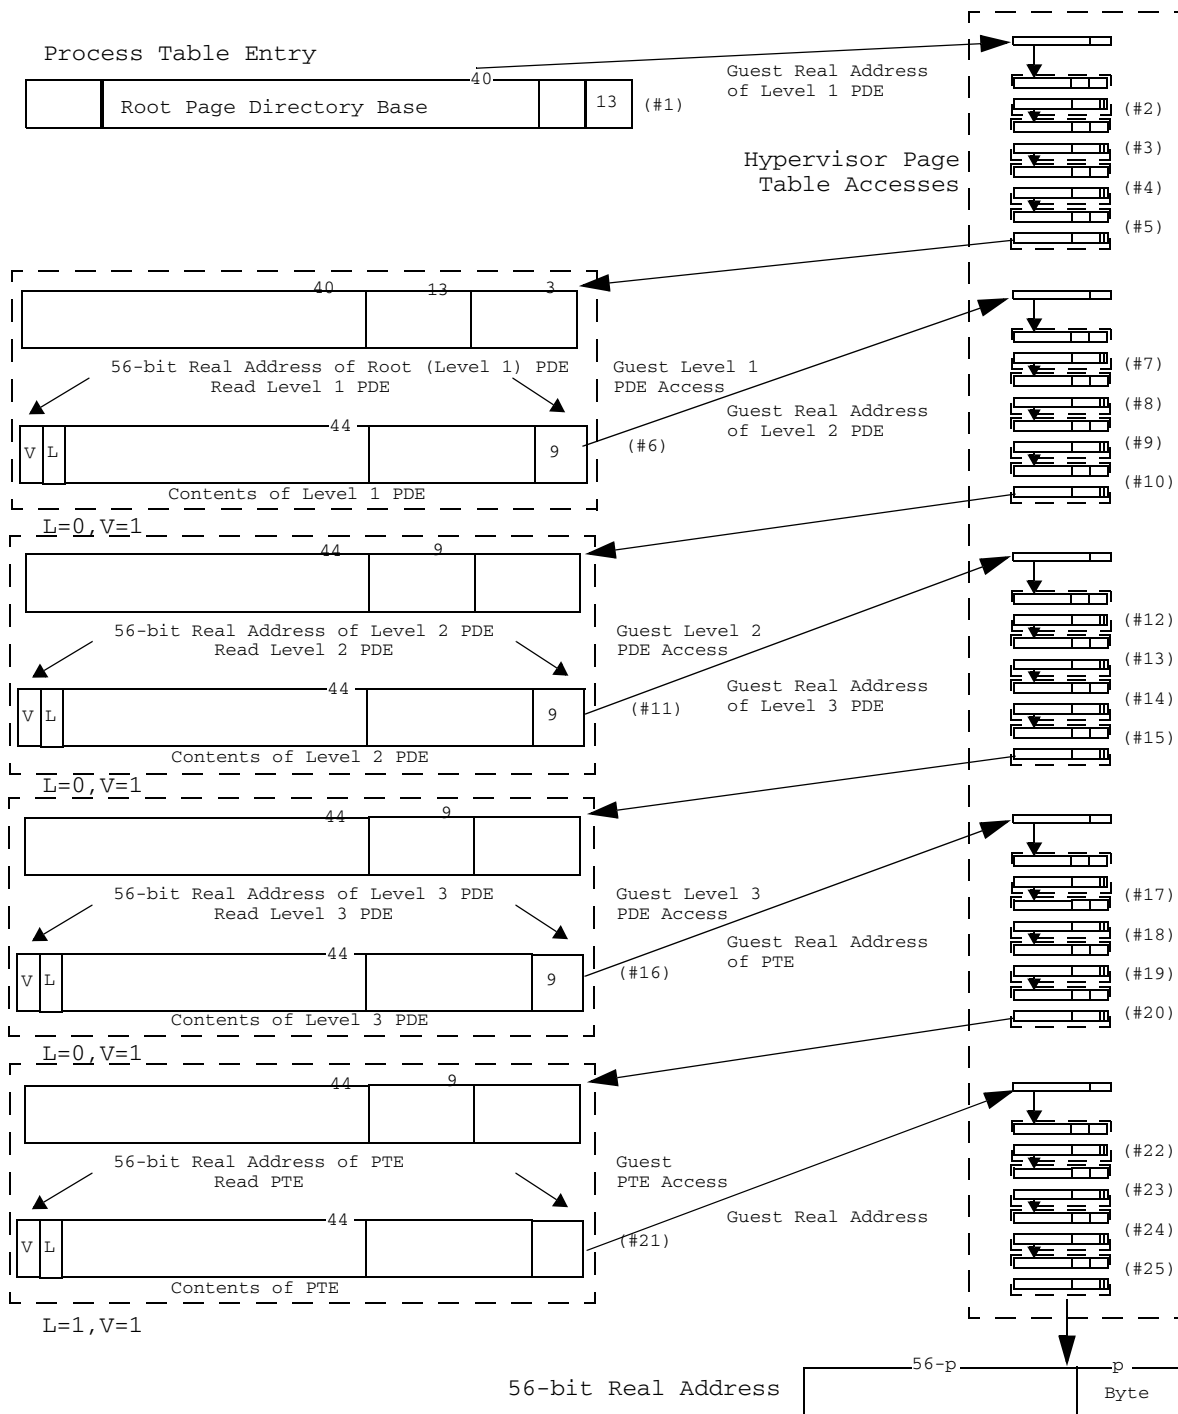 Process Table Entry
40
Root Page Directory Base
13
(#1)
Guest Real Address
of Level 1 PDE
(#2)
(#3)
Hypervisor Page
Table Accesses
(#4)
(#5)
40
13
3
56-bit Real Address of Root (Level 1) PDE
Read Level 1 PDE
Guest Level 1
PDE Access
(#7)
(#8)
Guest Real Address
of Level 2 PDE
44
V
L
9
(#6)
(#9)
(#10)
Contents of Level 1 PDE
L=0,V=1
44
9
56-bit Real Address of Level 2 PDE
Read Level 2 PDE
Guest Level 2
PDE Access
(#12)
(#13)
Guest Real Address
of Level 3 PDE
44
V
L
9
(#11)
(#14)
(#15)
Contents of Level 2 PDE
L=0,V=1
44
9
56-bit Real Address of Level 3 PDE
Read Level 3 PDE
Guest Level 3
PDE Access
(#17)
(#18)
Guest Real Address
of PTE
44
V
L
9
(#16)
(#19)
(#20)
Contents of Level 3 PDE
L=0,V=1
44
9
56-bit Real Address of PTE
Read PTE
Guest
PTE Access
(#22)
(#23)
Guest Real Address
44
V
L
(#21)
(#24)
(#25)
Contents of PTE
L=1,V=1
56-bit Real Address
56-p
p
Byte